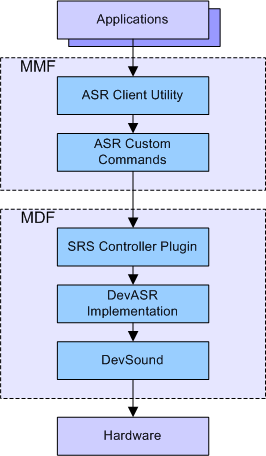 Applications
MMF
ASR Client Utility
ASR Custom
Commands
MDF
SRS Controller Plugin
DevASR
Implementation
DevSound
Hardware